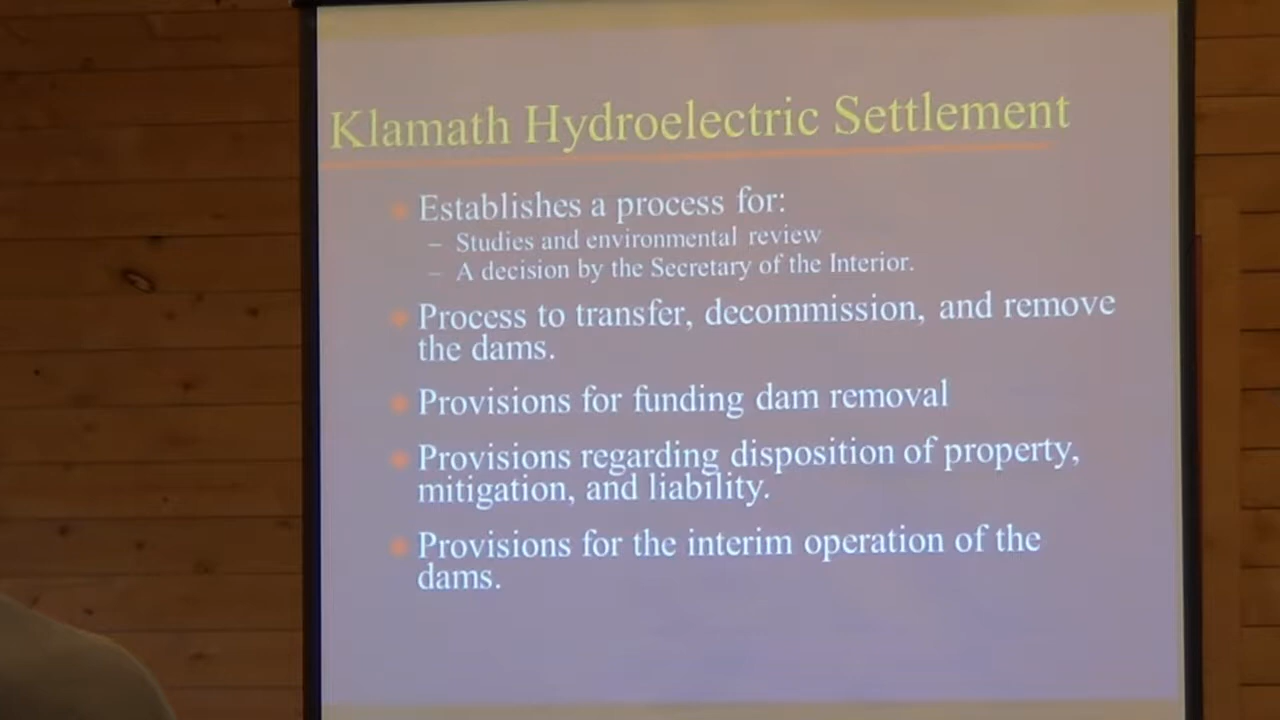 Klamath Hydroelectric Settlement
Establishes a process for:
– Studies and environmental review
– A decision by the Secretary of the Interior.
Process to transfer, decommission, and remove
the dams.
Provisions for funding dam removal
Provisions regarding disposition of property,
mitigation, and liability.
Provisions for the interim operation of the
dams.